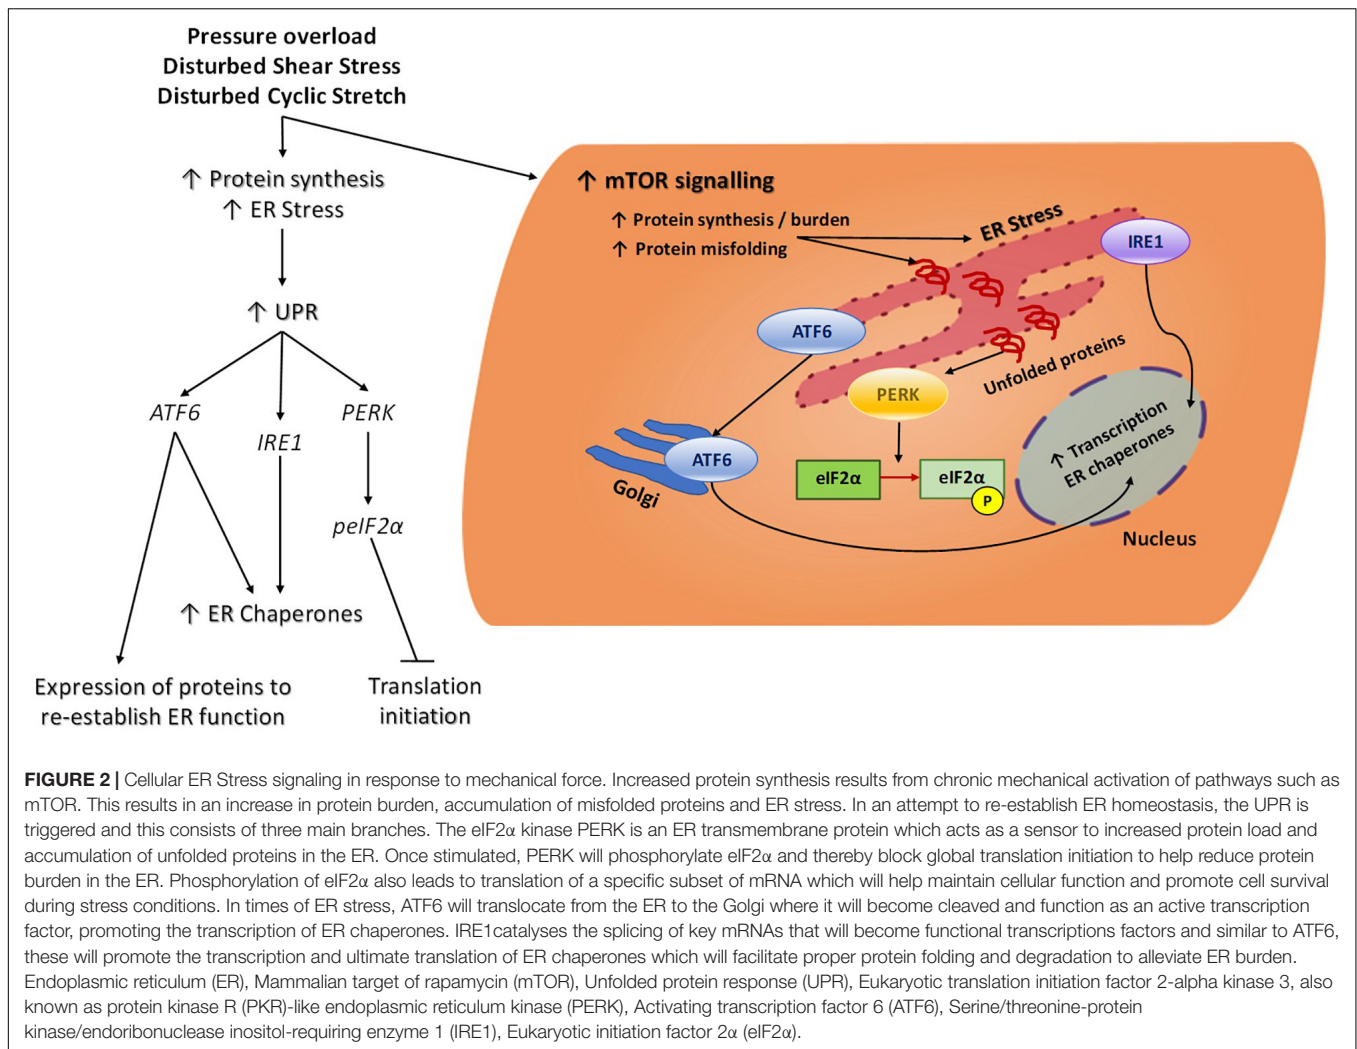 Pressure overload
Disturbed Shear Stress
Disturbed Cyclic Stretch
↑ Protein synthesis
↑ ER Stress
↑ UPR
ATF6
IRE1
PERK
peIF2α
↑ ER Chaperones
Expression of proteins to
re-establish ER function
Translation
initiation
↑ mTOR signalling
↑ Protein synthesis / burden
↑ Protein misfolding
ER Stress
IRE1
ATF6
Unfolded proteins
PERK
ATF6
Golgi
eIF2α
eIF2α
P
↑ Transcription
ER chaperones
Nucleus
FIGURE 2 | Cellular ER Stress signaling in response to mechanical force. Increased protein synthesis results from chronic mechanical activation of pathways such as
mTOR. This results in an increase in protein burden, accumulation of misfolded proteins and ER stress. In an attempt to re-establish ER homeostasis, the UPR is
triggered and this consists of three main branches. The eIF2α kinase PERK is an ER transmembrane protein which acts as a sensor to increased protein load and
accumulation of unfolded proteins in the ER. Once stimulated, PERK will phosphorylate eIF2α and thereby block global translation initiation to help reduce protein
burden in the ER. Phosphorylation of eIF2α also leads to translation of a specific subset of mRNA which will help maintain cellular function and promote cell survival
during stress conditions. In times of ER stress, ATF6 will translocate from the ER to the Golgi where it will become cleaved and function as an active transcription
factor, promoting the transcription of ER chaperones. IRE1catalyses the splicing of key mRNAs that will become functional transcriptions factors and similar to ATF6,
these will promote the transcription and ultimate translation of ER chaperones which will facilitate proper protein folding and degradation to alleviate ER burden.
Endoplasmic reticulum (ER), Mammalian target of rapamycin (mTOR), Unfolded protein response (UPR), Eukaryotic translation initiation factor 2-alpha kinase 3, also
known as protein kinase R (PKR)-like endoplasmic reticulum kinase (PERK), Activating transcription factor 6 (ATF6), Serine/threonine-protein
kinase/endoribonuclease inositol-requiring enzyme 1 (IRE1), Eukaryotic initiation factor 2α (eIF2α).